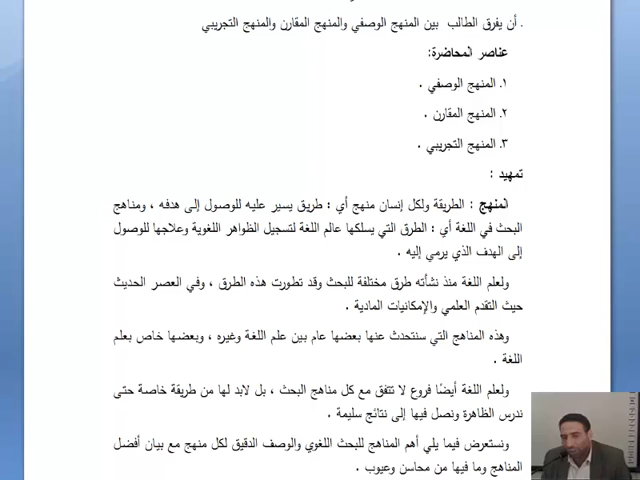 . أن يفرق الطالب بين المنهج الوصفي والمنهج المقارن والمنهج التجريبي
عناصر المحاضرة:
١. المنهج الوصفي .
٢. المنهج المقارن .
٣. المنهج التجريبي .
تمهيد :
المنهج : الطريقة ولكل إنسان منهج أي : طريق يسير عليه للوصول إلى هدفه ، ومناهج
البحث في اللغة أي : الطرق التي يسلكها عالم اللغة لتسجيل الظواهر اللغوية وعلاجها للوصول
إلى الهدف الذي يرمي إليه .
ولعلم اللغة منذ نشأته طرق مختلفة للبحث وقد تطورت هذه الطرق ، وفي العصر الحديث
حيث التقدم العلمي والإمكانيات المادية .
وهذه المناهج التي سنتحدث عنها بعضها عام بين علم اللغة وغيره ، وبعضها خاص بعلم
اللغة .
ولعلم اللغة أيضًا فروع لا تتفق مع كل مناهج البحث ، بل لابد لها من طريقة خاصة حتى
ندرس الظاهرة ونصل فيها إلى نتائج سليمة .
ونستعرض فيما يلي أهم المناهج للبحث اللغوي والوصف الدقيق لكل منهج مع بيان أفضل
المناهج وما فيها من محاسن وعيوب .